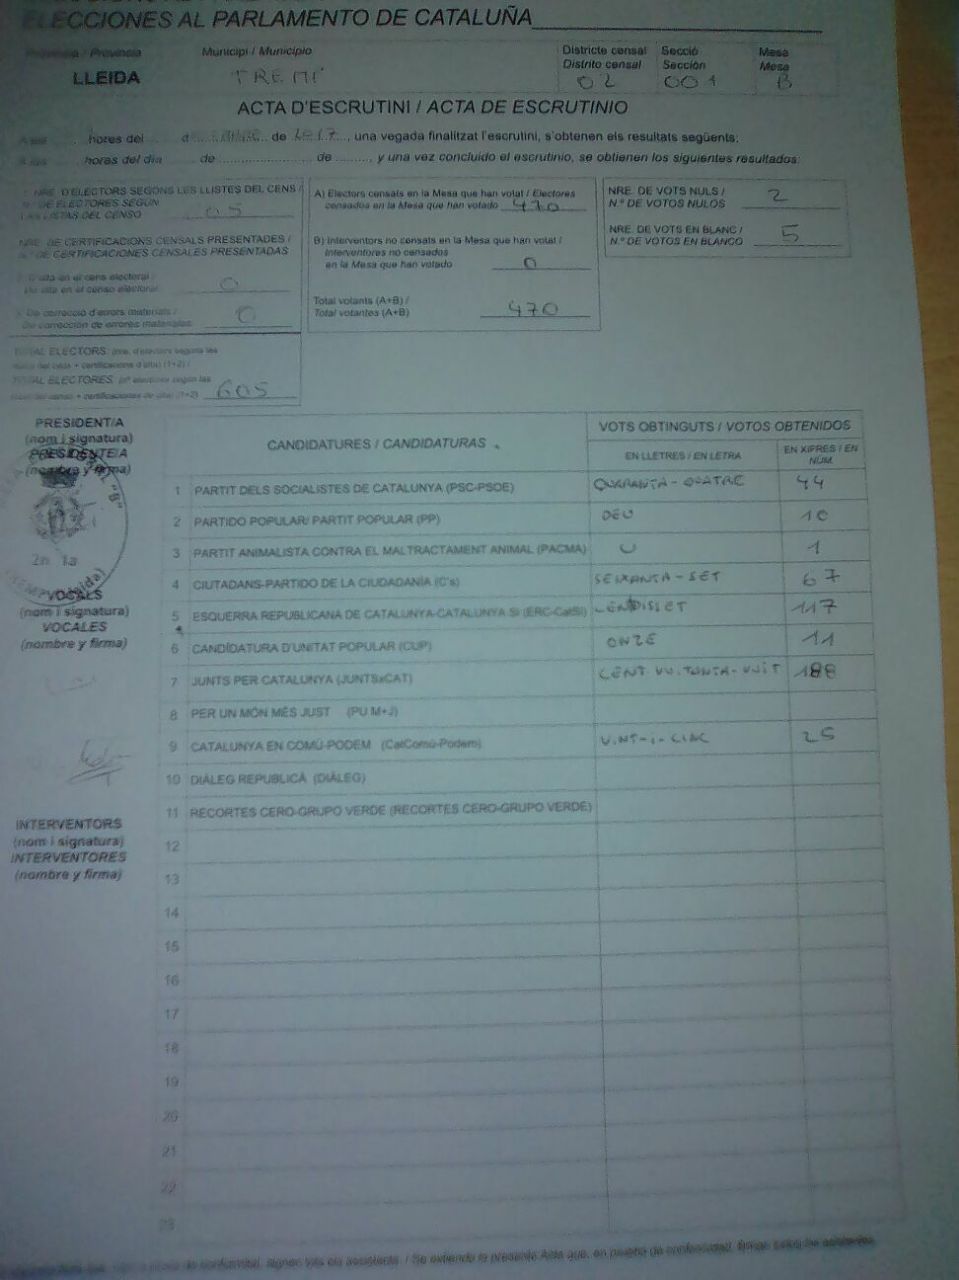 ELECCIONES AL PARLAMENTO DE CATALUÑA
Provincia / Provincia
Municipi / Municipio
Districte censal
Distrito censal
Secció
Sección
Mesa
Mesa
LLEIDA
TREMP
02
001
B
ACTA D'ESCRUTINI / ACTA DE ESCRUTINIO
hores del d de 2017, una vegada finalitzat l'escrutini, s'obtenen els resultats següents:
hores del día de de , y una vez concluido el escrutinio, se obtienen los siguientes resultados:
NRE. D'ELECTORS SEGONS LES LLISTES DEL CENS /
N.º DE ELECTORES SEGÚN
LAS LISTAS DEL CENSO
05
NRE. DE CERTIFICACIONS CENSALS PRESENTADES /
N.º DE CERTIFICACIONES CENSALES PRESENTADAS
D'alta en el cens electoral /
De alta en el censo electoral
0
De correcció d'errors materials /
De corrección de errores materiales
0
TOTAL ELECTORS: (nre. d'electors segons les
llistes del cens + certificacions d'alta) (1+2) /
TOTAL ELECTORES: (nº electores según las
listas del censo + certificaciones de alta) (1+2)
605
A) Electors censats en la Mesa que han votat / Electores
censados en la Mesa que han votado
470
B) Interventors no censats en la Mesa que han votat /
Interventores no censados
en la Mesa que han votado
0
Total votants (A+B) /
Total votantes (A+B)
470
NRE. DE VOTS NULS /
N.º DE VOTOS NULOS
2
NRE. DE VOTS EN BLANC /
N.º DE VOTOS EN BLANCO
5
PRESIDENT/A
(nom i signatura)
PRESIDENTE/A
(nombre y firma)
"B"
2n 1a
VOCALS
(nom i signatura)
VOCALES
(nombre y firma)
INTERVENTORS
(nom i signatura)
INTERVENTORES
(nombre y firma)
CANDIDATURES / CANDIDATURAS
VOTS OBTINGUTS / VOTOS OBTENIDOS
EN LLETRES / EN LETRA
EN XIFRES / EN NÚM.
1 PARTIT DELS SOCIALISTES DE CATALUNYA (PSC-PSOE) QUARANTA-QUATRE 44
2 PARTIDO POPULAR/ PARTIT POPULAR (PP) DEU 10
3 PARTIT ANIMALISTA CONTRA EL MALTRACTAMENT ANIMAL (PACMA) U 1
4 CIUTADANS-PARTIDO DE LA CIUDADANÍA (C's) SEIXANTA-SET 67
5 ESQUERRA REPUBLICANA DE CATALUNYA-CATALUNYA SÍ (ERC-CatSí) CENDISSET 117
6 CANDIDATURA D'UNITAT POPULAR (CUP) ONZE 11
7 JUNTS PER CATALUNYA (JUNTSxCAT) CENT VUITANTA-VUIT 188
8 PER UN MÓN MÉS JUST (PU M+J)
9 CATALUNYA EN COMÚ-PODEM (CatComú-Podem) VINT-I-CINC 25
10 DIÀLEG REPUBLICÀ (DIÀLEG)
11 RECORTES CERO-GRUPO VERDE (RECORTES CERO-GRUPO VERDE)
12
13
14
15
16
17
18
19
20
21
22
23
de conformitat, signen tots els assistents. / Se extiende la presente Acta que, en prueba de conformidad, firman todos los asistentes.